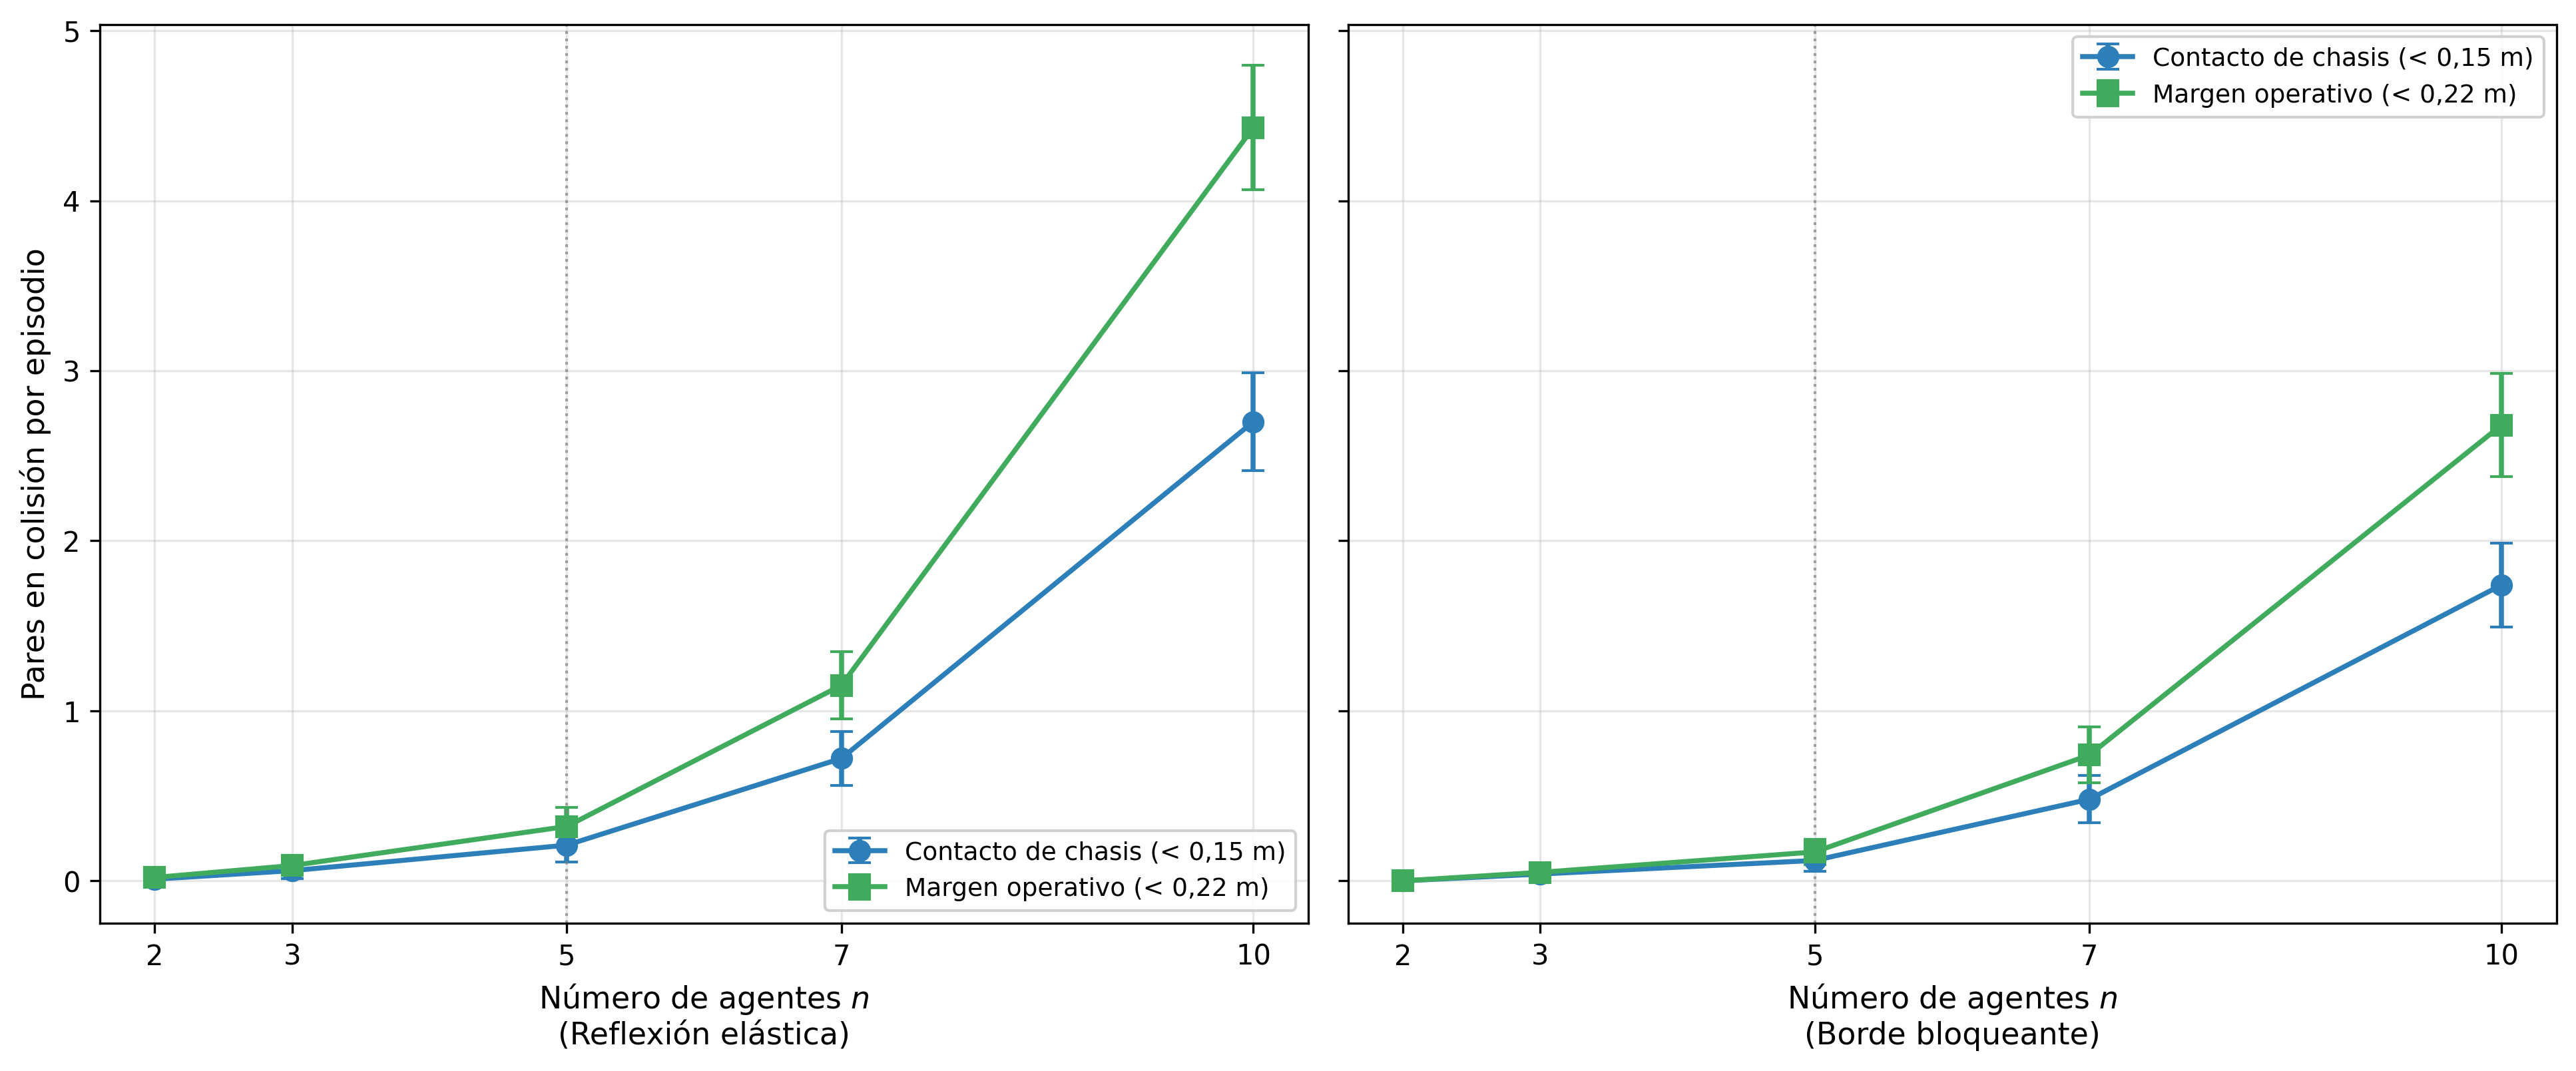 Pares en colisión por episodio
5
4
3
2
1
0
Contacto de chasis (< 0,15 m)
Margen operativo (< 0,22 m)
2 3 5 7 10
Número de agentes n
(Reflexión elástica)
Contacto de chasis (< 0,15 m)
Margen operativo (< 0,22 m)
2 3 5 7 10
Número de agentes n
(Borde bloqueante)